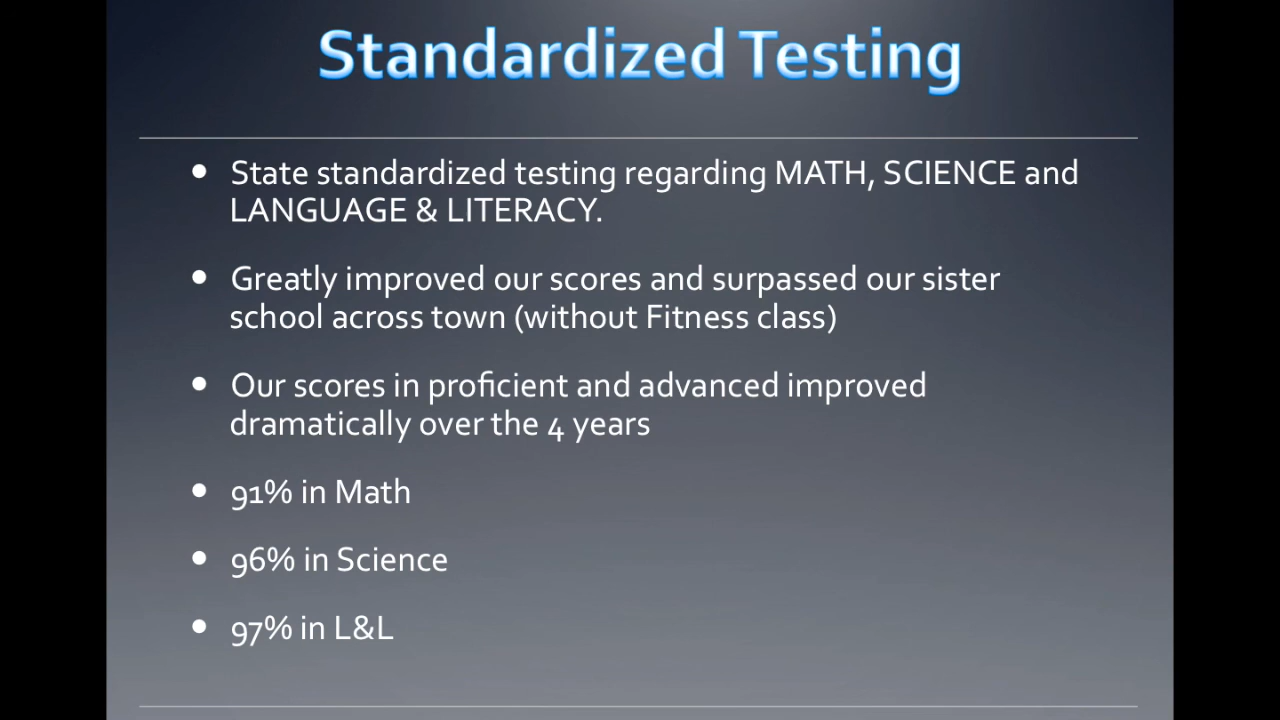 Standardized Testing
• State standardized testing regarding MATH, SCIENCE and
LANGUAGE & LITERACY.
• Greatly improved our scores and surpassed our sister
school across town (without Fitness class)
• Our scores in proficient and advanced improved
dramatically over the 4 years
• 91% in Math
• 96% in Science
• 97% in L&L